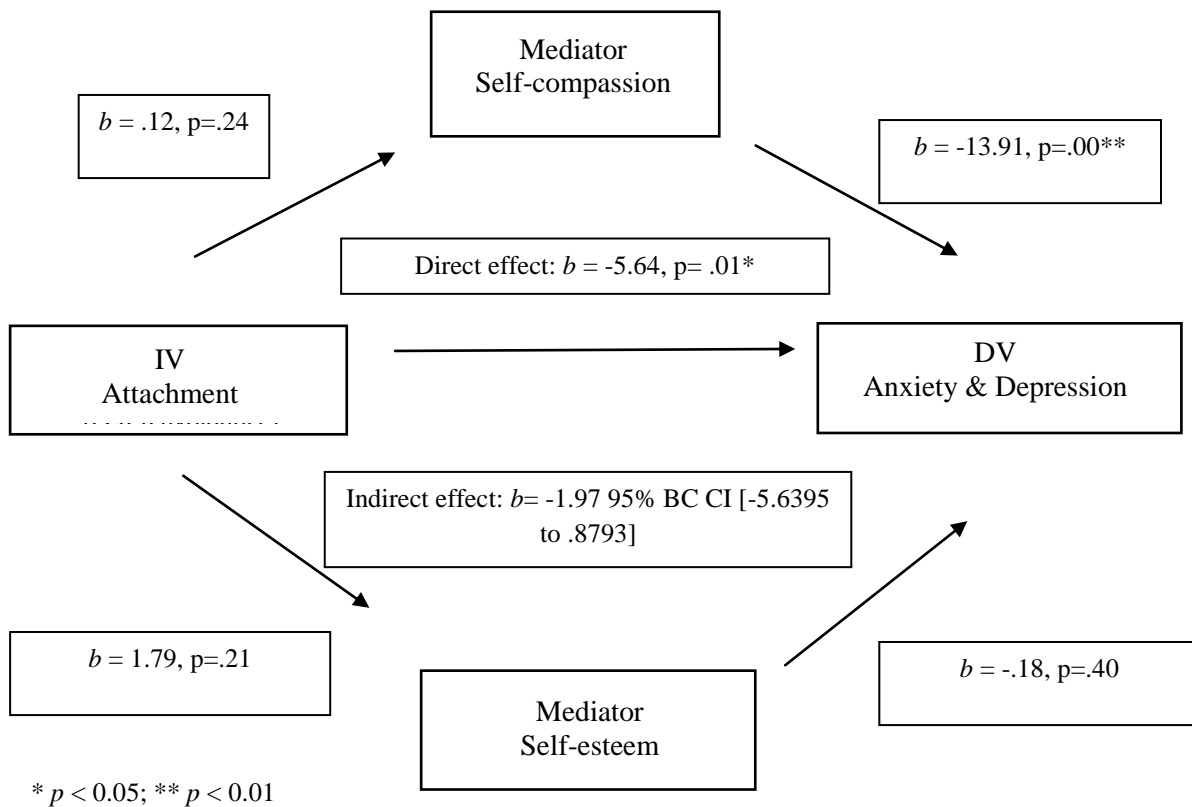 Mediator
Self-compassion
b = .12, p=.24
b = -13.91, p=.00**
Direct effect: b = -5.64, p= .01*
IV
Attachment
DV
Anxiety & Depression
Indirect effect: b= -1.97 95% BC CI [-5.6395
to .8793]
b = 1.79, p=.21
b = -.18, p=.40
Mediator
Self-esteem
* p < 0.05; ** p < 0.01